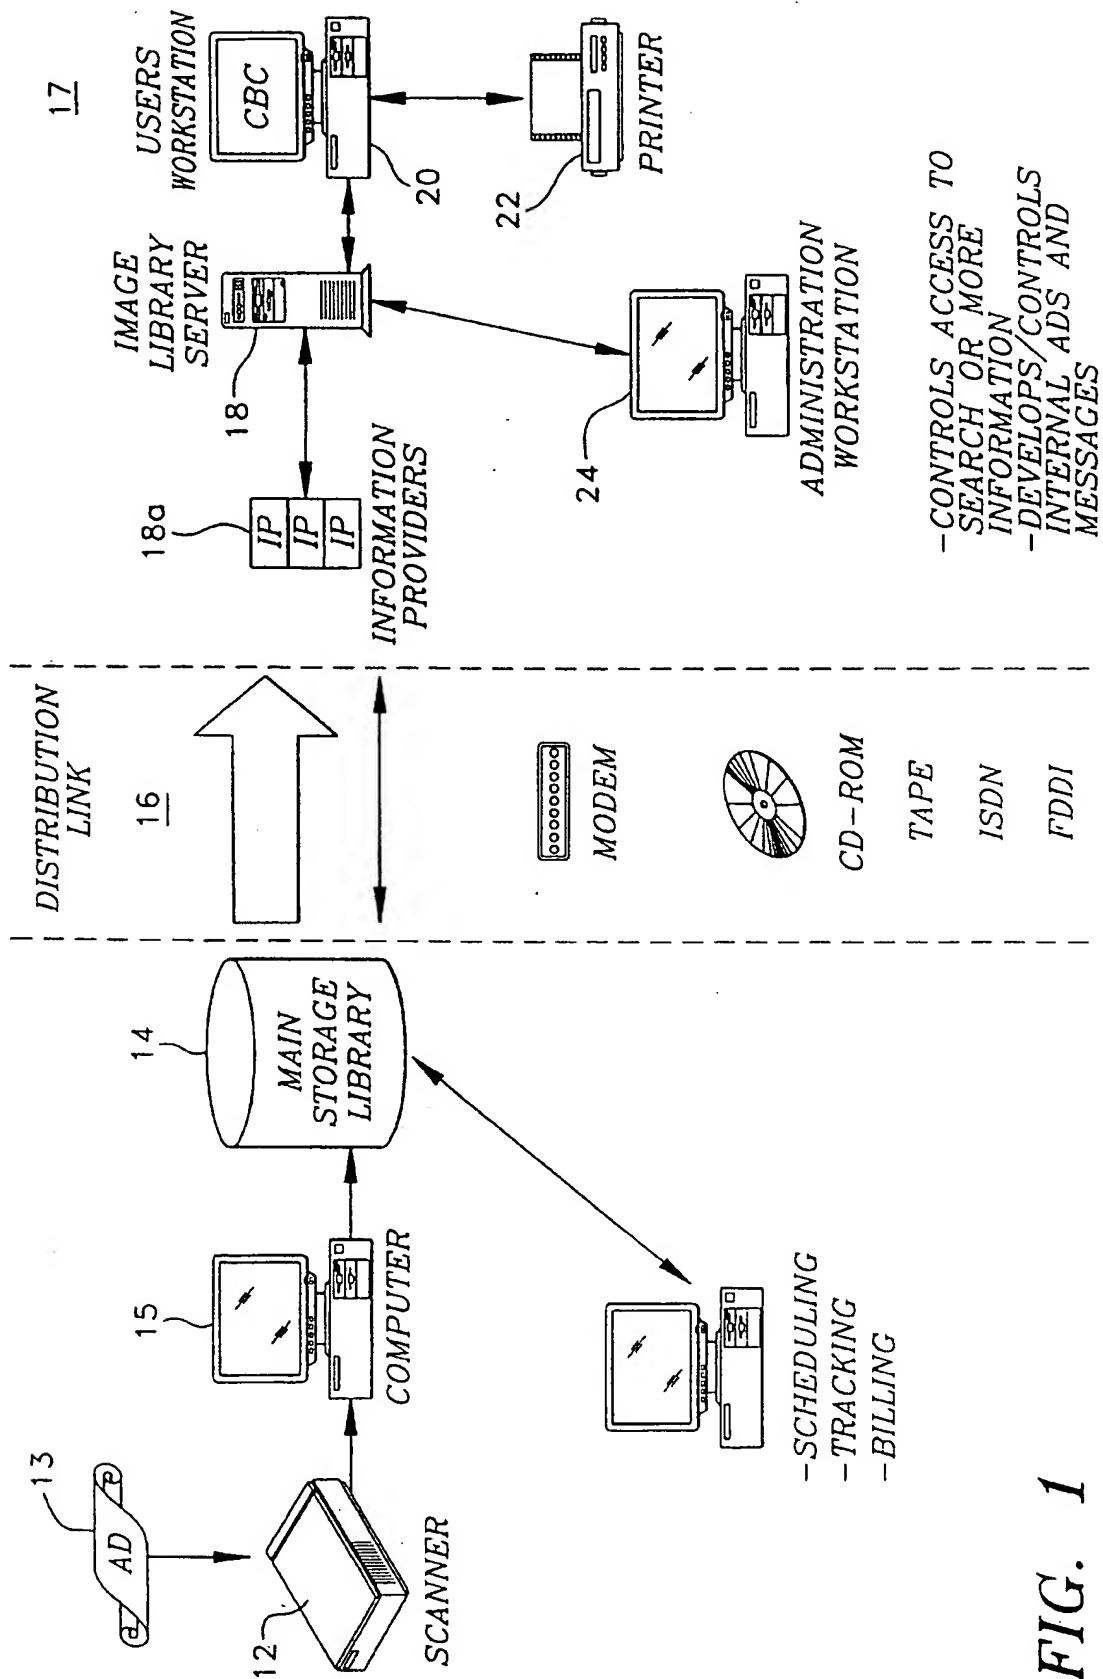 13
AD
12
SCANNER
15
COMPUTER
14
MAIN
STORAGE
LIBRARY
-SCHEDULING
-TRACKING
-BILLING
DISTRIBUTION
LINK
16
MODEM
CD-ROM
TAPE
ISDN
FDDI
17
18a
IP
IP
IP
INFORMATION
PROVIDERS
IMAGE
LIBRARY
SERVER
18
USERS
WORKSTATION
CBC
20
22
PRINTER
24
ADMINISTRATION
WORKSTATION
-CONTROLS ACCESS TO
SEARCH OR MORE
INFORMATION
-DEVELOPS/CONTROLS
INTERNAL ADS AND
MESSAGES
FIG. 1